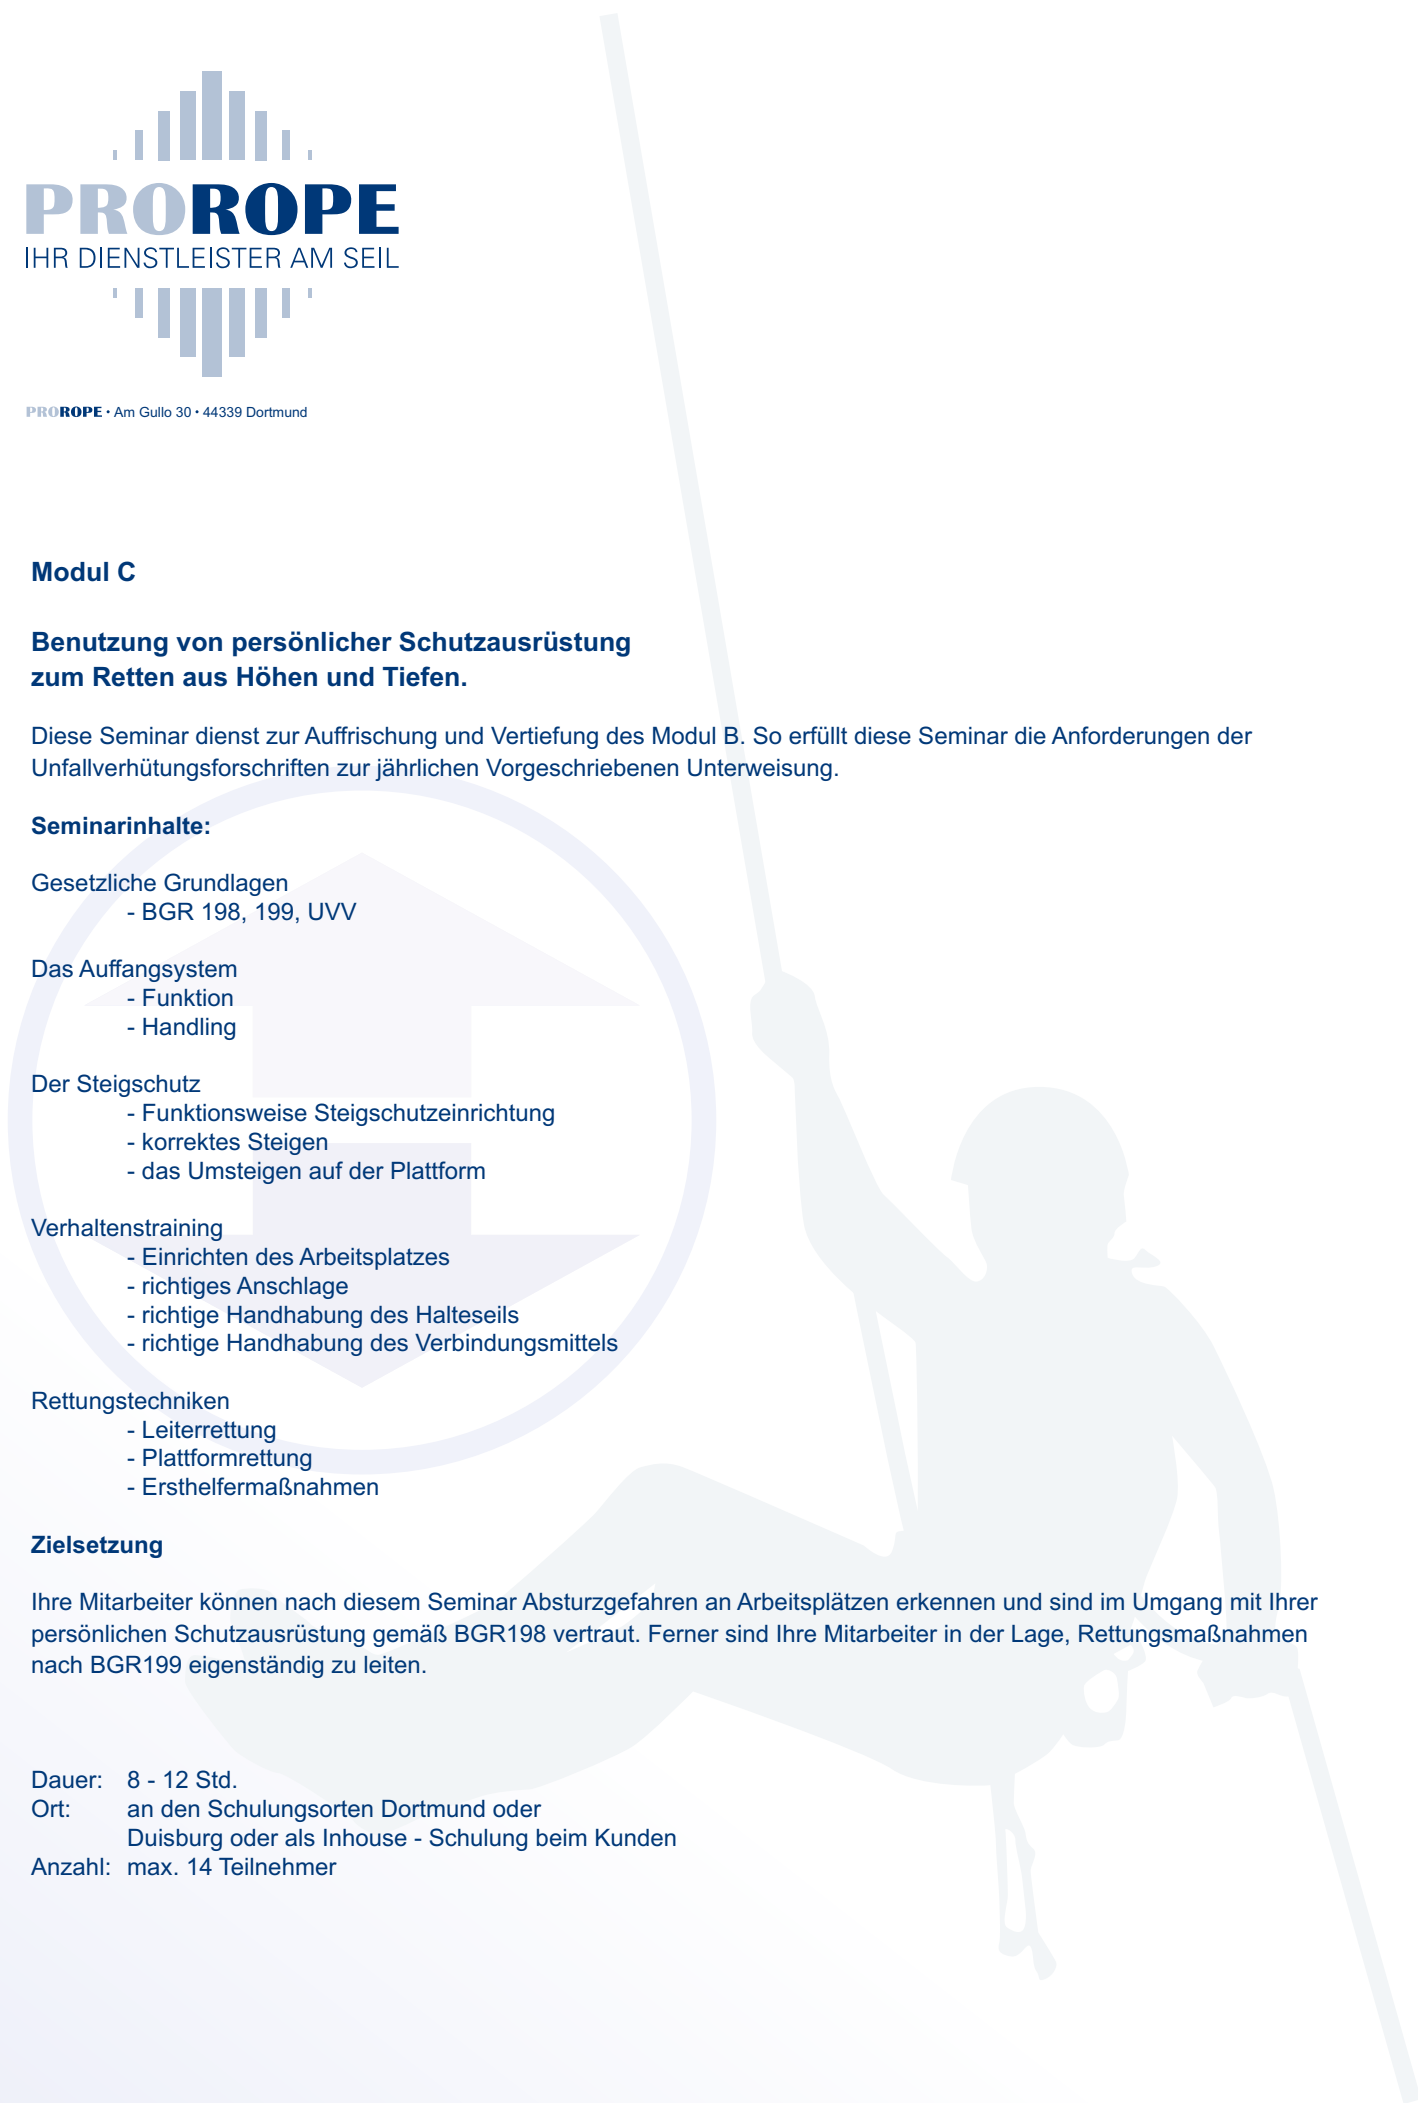 PROROPE
IHR DIENSTLEISTER AM SEIL
PROROPE • Am Gullo 30 • 44339 Dortmund
Modul C
Benutzung von persönlicher Schutzausrüstung
zum Retten aus Höhen und Tiefen.
Diese Seminar dienst zur Auffrischung und Vertiefung des Modul B. So erfüllt diese Seminar die Anforderungen der
Unfallverhütungsforschriften zur jährlichen Vorgeschriebenen Unterweisung.
Seminarinhalte:
Gesetzliche Grundlagen
- BGR 198, 199, UVV
Das Auffangsystem
- Funktion
- Handling
Der Steigschutz
- Funktionsweise Steigschutzeinrichtung
- korrektes Steigen
- das Umsteigen auf der Plattform
Verhaltenstraining
- Einrichten des Arbeitsplatzes
- richtiges Anschlage
- richtige Handhabung des Halteseils
- richtige Handhabung des Verbindungsmittels
Rettungstechniken
- Leiterrettung
- Plattformrettung
- Ersthelfermaßnahmen
Zielsetzung
Ihre Mitarbeiter können nach diesem Seminar Absturzgefahren an Arbeitsplätzen erkennen und sind im Umgang mit Ihrer
persönlichen Schutzausrüstung gemäß BGR198 vertraut. Ferner sind Ihre Mitarbeiter in der Lage, Rettungsmaßnahmen
nach BGR199 eigenständig zu leiten.
Dauer: 8 - 12 Std.
Ort: an den Schulungsorten Dortmund oder
Duisburg oder als Inhouse - Schulung beim Kunden
Anzahl: max. 14 Teilnehmer